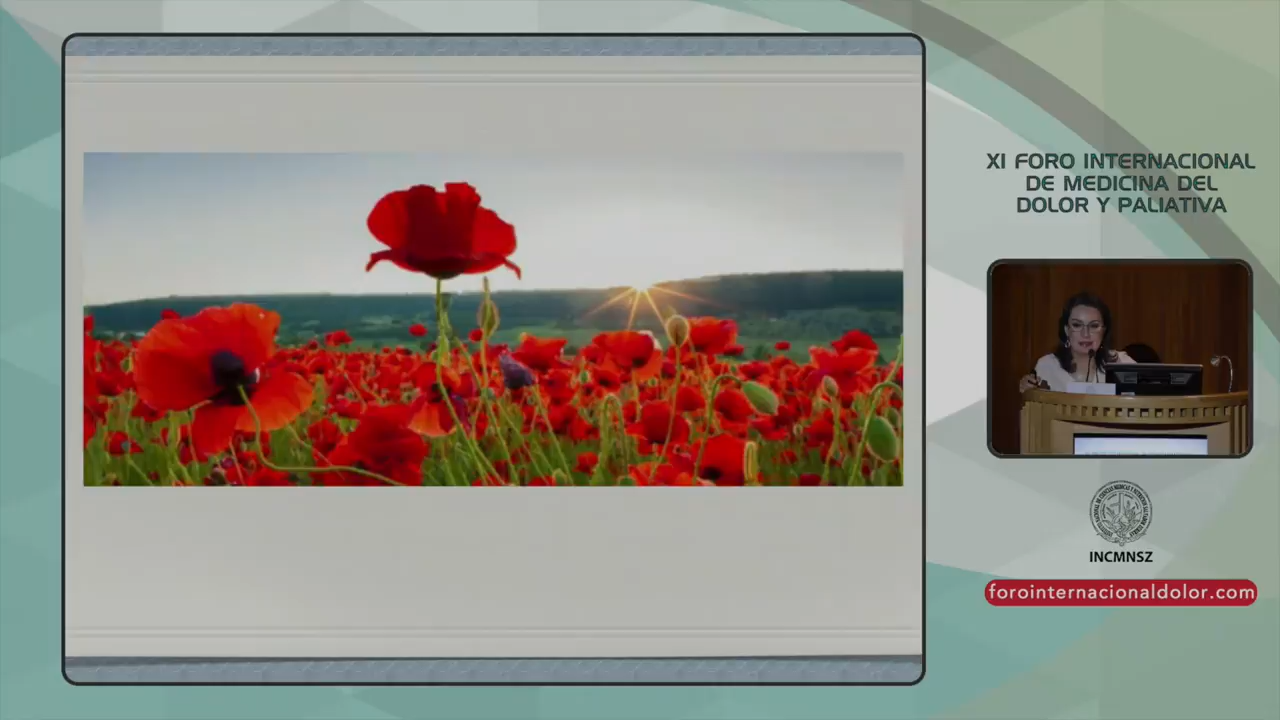 XI FORO INTERNACIONAL
DE MEDICINA DEL
DOLOR Y PALIATIVA
INCMNSZ
forointernacionaldolor.com